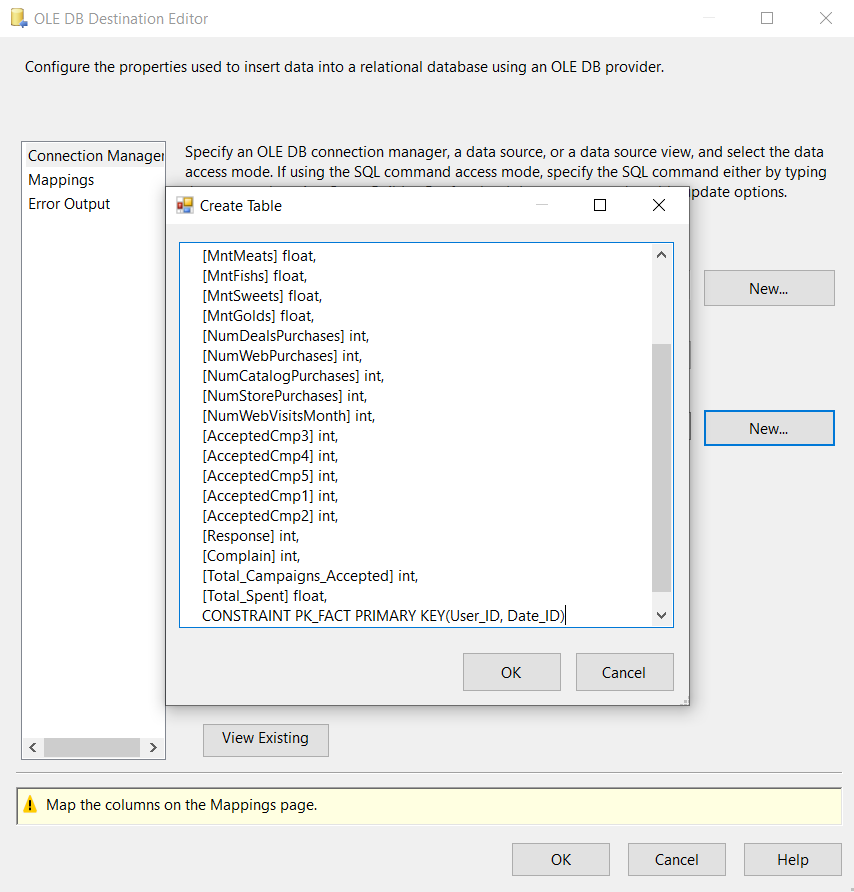 OLE DB Destination Editor
Configure the properties used to insert data into a relational database using an OLE DB provider.
Connection Manager
Mappings
Error Output
Specify an OLE DB connection manager, a data source, or a data source view, and select the data
access mode. If using the SQL command access mode, specify the SQL command either by typing
update options.
Create Table
[MntMeats] float,
[MntFishs] float,
[MntSweets] float,
[MntGolds] float,
[NumDealsPurchases] int,
[NumWebPurchases] int,
[NumCatalogPurchases] int,
[NumStorePurchases] int,
[NumWebVisitsMonth] int,
[AcceptedCmp3] int,
[AcceptedCmp4] int,
[AcceptedCmp5] int,
[AcceptedCmp1] int,
[AcceptedCmp2] int,
[Response] int,
[Complain] int,
[Total_Campaigns_Accepted] int,
[Total_Spent] float,
CONSTRAINT PK_FACT PRIMARY KEY(User_ID, Date_ID)
OK
Cancel
New...
New...
View Existing
Map the columns on the Mappings page.
OK
Cancel
Help